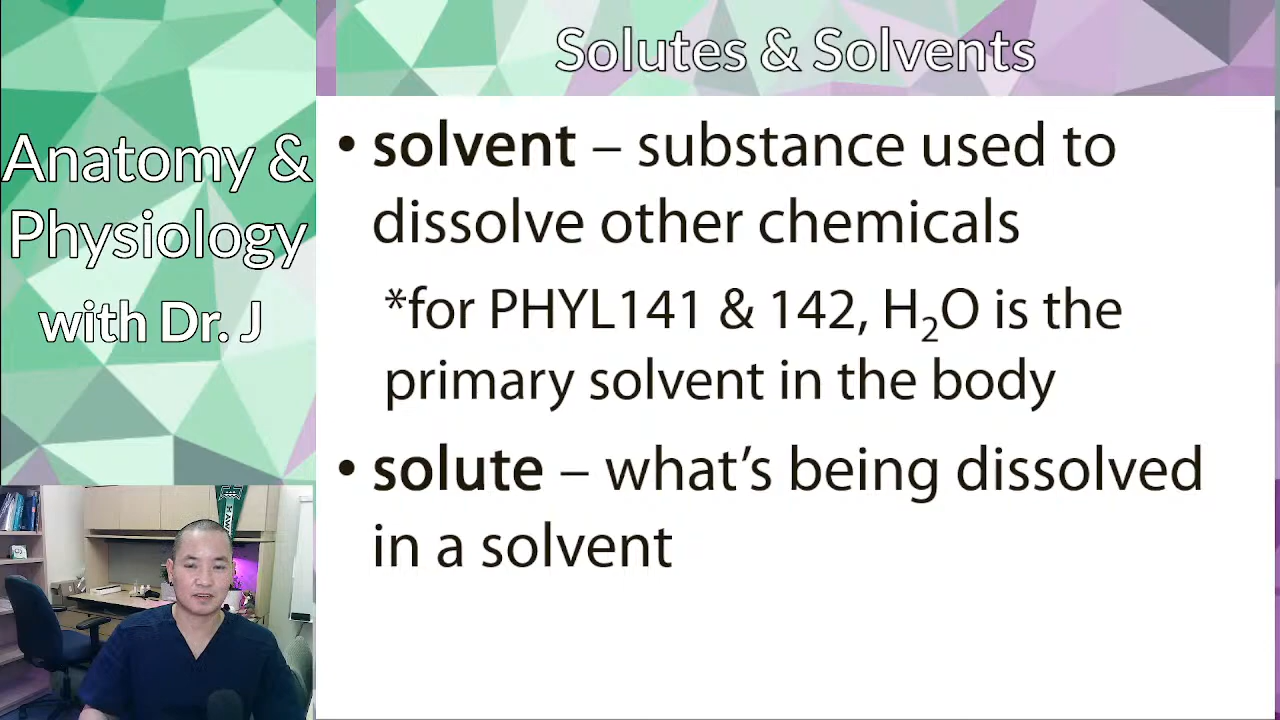 Solutes & Solvents
Anatomy &
Physiology
with Dr. J
• solvent – substance used to
dissolve other chemicals
*for PHYL141 & 142, H₂O is the
primary solvent in the body
• solute – what's being dissolved
in a solvent
HAW